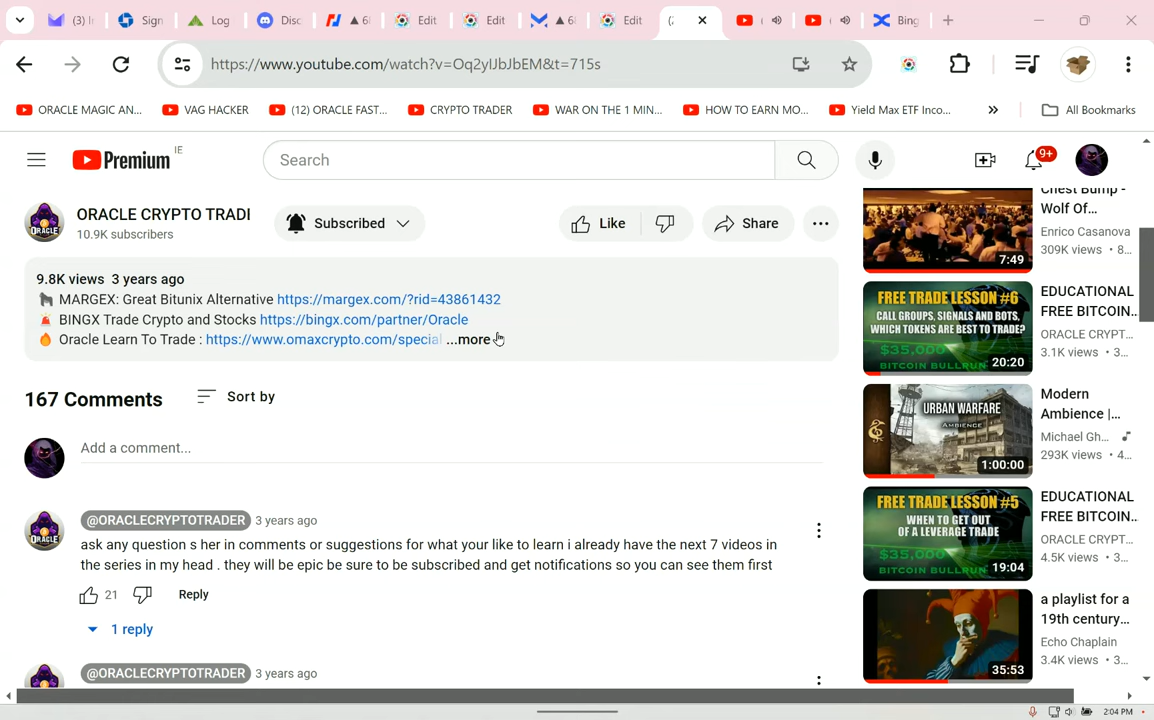 (3) I
Sign
Log
Disc
▲ 6
Edit
Edit
▲ 6
Edit
(
(
Bing
https://www.youtube.com/watch?v=Oq2yIJbJbEM&t=715s
ORACLE MAGIC AN...
VAG HACKER
(12) ORACLE FAST...
CRYPTO TRADER
WAR ON THE 1 MIN...
HOW TO EARN MO...
Yield Max ETF Inco...
»
All Bookmarks
Premium IE
Search
9+
ORACLE CRYPTO TRADI
10.9K subscribers
ORACLE
Subscribed
Like
Share
9.8K views 3 years ago
MARGEX: Great Bitunix Alternative https://margex.com/?rid=43861432
BINGX Trade Crypto and Stocks https://bingx.com/partner/Oracle
Oracle Learn To Trade : https://www.omaxcrypto.com/special ...more
167 Comments
Sort by
Add a comment...
ORACLE
@ORACLECRYPTOTRADER 3 years ago
ask any question s her in comments or suggestions for what your like to learn i already have the next 7 videos in
the series in my head . they will be epic be sure to be subscribed and get notifications so you can see them first
21
Reply
1 reply
@ORACLECRYPTOTRADER 3 years ago
Chest Bump -
Wolf Of...
Enrico Casanova
309K views • 8...
7:49
FREE TRADE LESSON #6
CALL GROUPS, SIGNALS AND BOTS,
WHICH TOKENS ARE BEST TO TRADE?
$35,000
BITCOIN BULLRUN
20:20
EDUCATIONAL
FREE BITCOIN...
ORACLE CRYPT...
3.1K views • 3...
URBAN WARFARE
AMBIENCE
1:00:00
Modern
Ambience |...
Michael Gh...
293K views • 4...
FREE TRADE LESSON #5
WHEN TO GET OUT
OF A LEVERAGE TRADE
$35,000
BITCOIN BULLRUN
19:04
EDUCATIONAL
FREE BITCOIN...
ORACLE CRYPT...
4.5K views • 3...
35:53
a playlist for a
19th century...
Echo Chaplain
3.4K views • 3...
2:04 PM